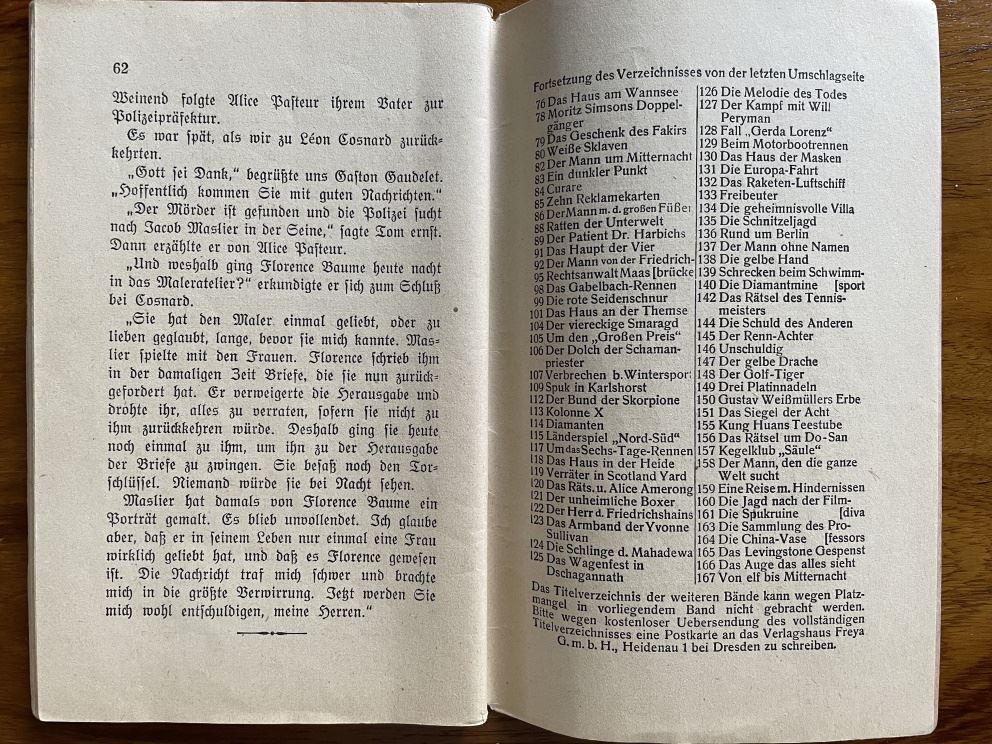 62
Weinend folgte Alice Pasteur ihrem Vater zur
Polizeipräfektur.
Es war spät, als wir zu Léon Cosnard zurück-
kehrten.
„Gott sei Dank,“ begrüßte uns Gaston Gaudelet.
„Hoffentlich kommen Sie mit guten Nachrichten.“
„Der Mörder ist gefunden und die Polizei sucht
nach Jacob Maslier in der Seine,“ sagte Tom ernst.
Dann erzählte er von Alice Pasteur.
„Und weshalb ging Florence Baume heute nacht
in das Maleratelier?“ erkundigte er sich zum Schluß
bei Cosnard.
„Sie hat den Maler einmal geliebt, oder zu
lieben geglaubt, lange, bevor sie mich kannte. Mas-
lier spielte mit den Frauen. Florence schrieb ihm
in der damaligen Zeit Briefe, die sie nun zurück-
gefordert hat. Er verweigerte die Herausgabe und
drohte ihr, alles zu verraten, sofern sie nicht zu
ihm zurückkehren würde. Deshalb ging sie heute
noch einmal zu ihm, um ihn zu der Herausgabe
der Briefe zu zwingen. Sie besaß noch den Tor-
schlüssel. Niemand würde sie bei Nacht sehen.
Maslier hat damals von Florence Baume ein
Porträt gemalt. Es blieb unvollendet. Ich glaube
aber, daß er in seinem Leben nur einmal eine Frau
wirklich geliebt hat, und daß es Florence gewesen
ist. Die Nachricht traf mich schwer und brachte
mich in die größte Verwirrung. Jetzt werden Sie
mich wohl entschuldigen, meine Herren.“
Fortsetzung des Verzeichnisses von der letzten Umschlagseite
76 Das Haus am Wannsee
78 Moritz Simsons Doppel-
gänger
79 Das Geschenk des Fakirs
80 Weiße Sklaven
82 Der Mann um Mitternacht
83 Ein dunkler Punkt
84 Curare
85 Zehn Reklamekarten
86 Der Mann m. d. großen Füßen
88 Ratten der Unterwelt
89 Der Patient Dr. Harbichs
91 Das Haupt der Vier
92 Der Mann von der Friedrich-
95 Rechtsanwalt Maas [brücke
98 Das Gabelbach-Rennen
99 Die rote Seidenschnur
101 Das Haus an der Themse
104 Der viereckige Smaragd
105 Um den „Großen Preis“
106 Der Dolch der Schaman-
priester
107 Verbrechen b. Wintersport
109 Spuk in Karlshorst
112 Der Bund der Skorpione
113 Kolonne X
114 Diamanten
115 Länderspiel „Nord-Süd“
117 Um das Sechs-Tage-Rennen
118 Das Haus in der Heide
119 Verräter in Scotland Yard
120 Das Räts. u. Alice Amerong
121 Der unheimliche Boxer
122 Der Herr d. Friedrichshains
123 Das Armband der Yvonne
Sullivan
124 Die Schlinge d. Mahadewa
125 Das Wagenfest in
Dschagannath
126 Die Melodie des Todes
127 Der Kampf mit Will
Peryman
128 Fall „Gerda Lorenz“
129 Beim Motorbootrennen
130 Das Haus der Masken
131 Die Europa-Fahrt
132 Das Raketen-Luftschiff
133 Freibeuter
134 Die geheimnisvolle Villa
135 Die Schnitzeljagd
136 Rund um Berlin
137 Der Mann ohne Namen
138 Die gelbe Hand
139 Schrecken beim Schwimm-
140 Die Diamantmine [sport
142 Das Rätsel des Tennis-
meisters
144 Die Schuld des Anderen
145 Der Renn-Achter
146 Unschuldig
147 Der gelbe Drache
148 Der Golf-Tiger
149 Drei Platinnadeln
150 Gustav Weißmüllers Erbe
151 Das Siegel der Acht
155 Kung Huans Teestube
156 Das Rätsel um Do-San
157 Kegelklub „Säule“
158 Der Mann, den die ganze
Welt sucht
159 Eine Reise m. Hindernissen
160 Die Jagd nach der Film-
161 Die Spukruine [diva
163 Die Sammlung des Pro-
164 Die China-Vase [fessors
165 Das Levingstone Gespenst
166 Das Auge das alles sieht
167 Von elf bis Mitternacht
Das Titelverzeichnis der weiteren Bände kann wegen Platz-
mangel in vorliegendem Band nicht gebracht werden.
Bitte wegen kostenloser Uebersendung des vollständigen
Titelverzeichnisses eine Postkarte an das Verlagshaus Freya
G. m. b. H., Heidenau 1 bei Dresden zu schreiben.